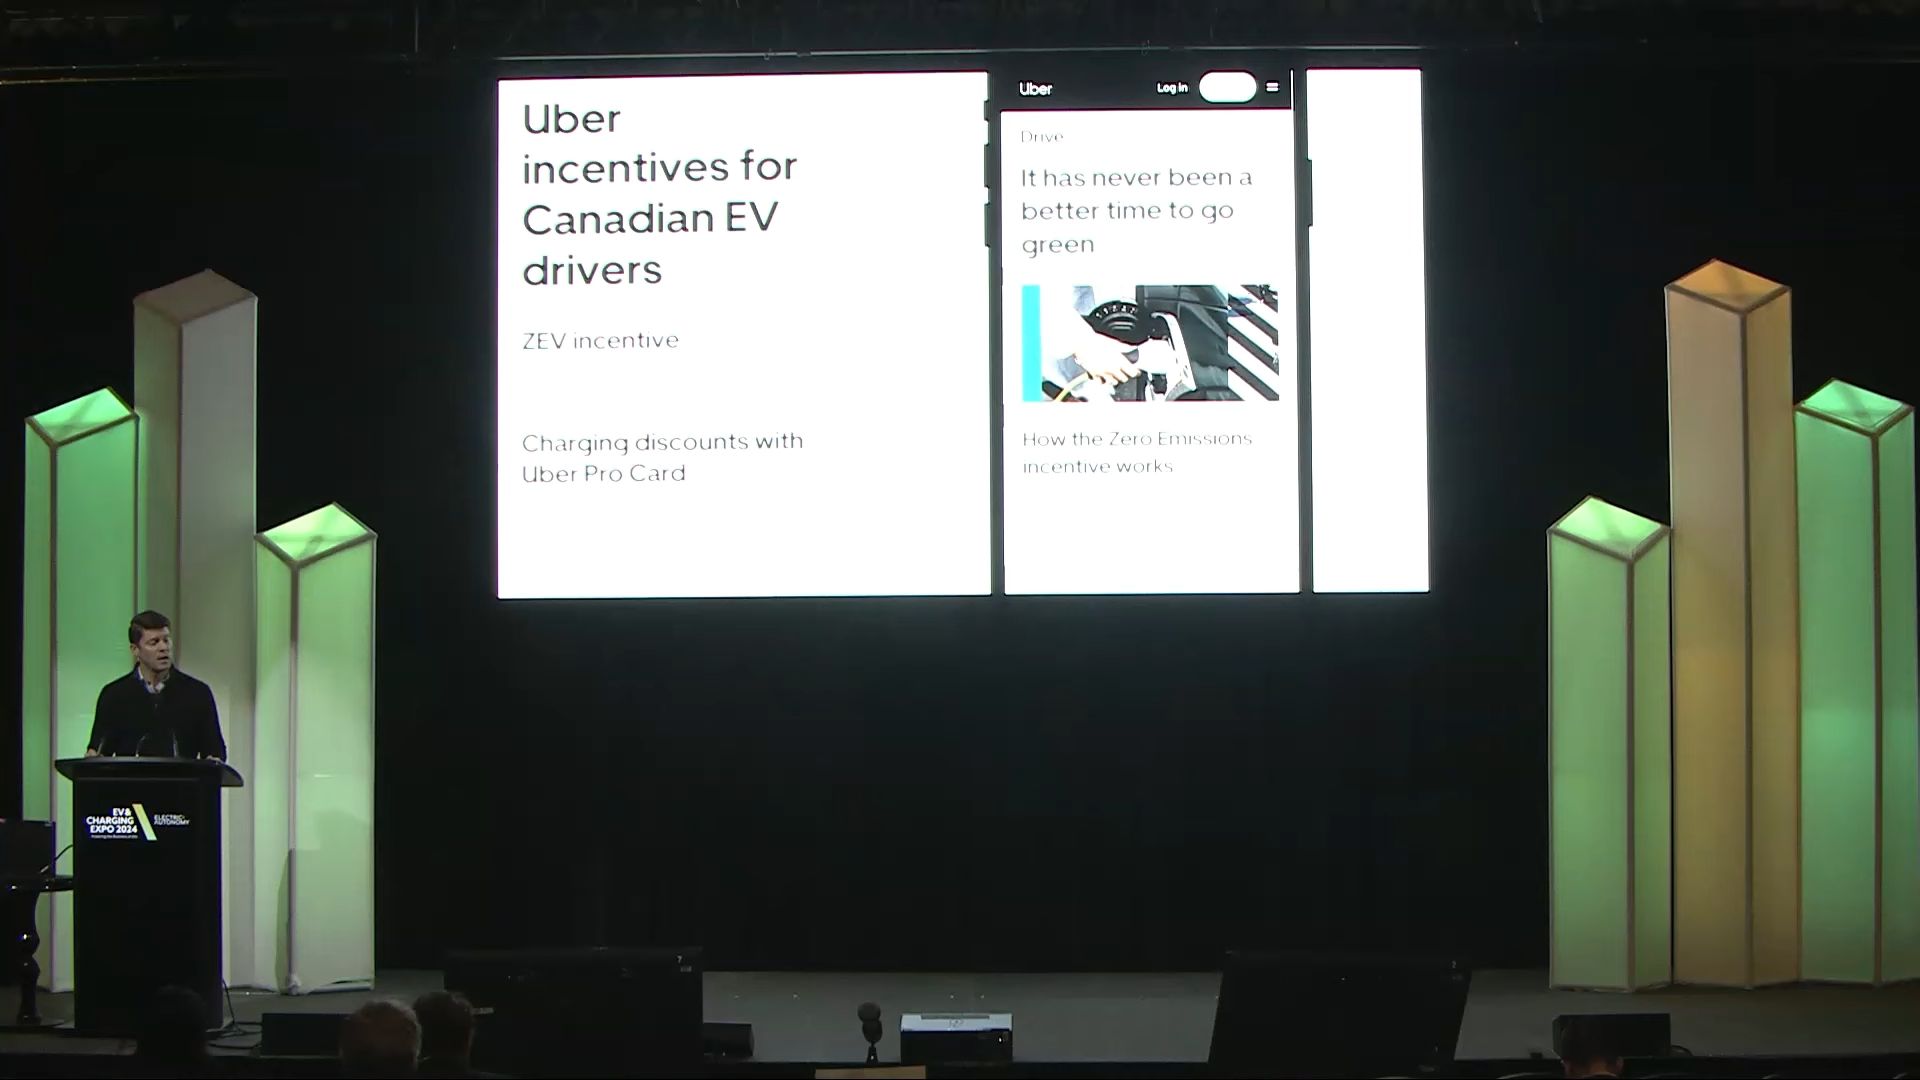 Uber
incentives for
Canadian EV
drivers
ZEV incentive
Charging discounts with
Uber Pro Card
Uber
Log in
Drive
It has never been a
better time to go
green
How the Zero Emissions
incentive works
EV &
CHARGING
EXPO 2024
ELECTRIC
AUTONOMY
7
2